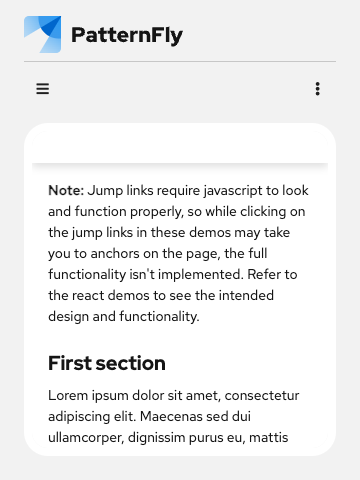 PatternFly
Note: Jump links require javascript to look
and function properly, so while clicking on
the jump links in these demos may take
you to anchors on the page, the full
functionality isn't implemented. Refer to
the react demos to see the intended
design and functionality.
First section
Lorem ipsum dolor sit amet, consectetur
adipiscing elit. Maecenas sed dui
ullamcorper, dignissim purus eu, mattis